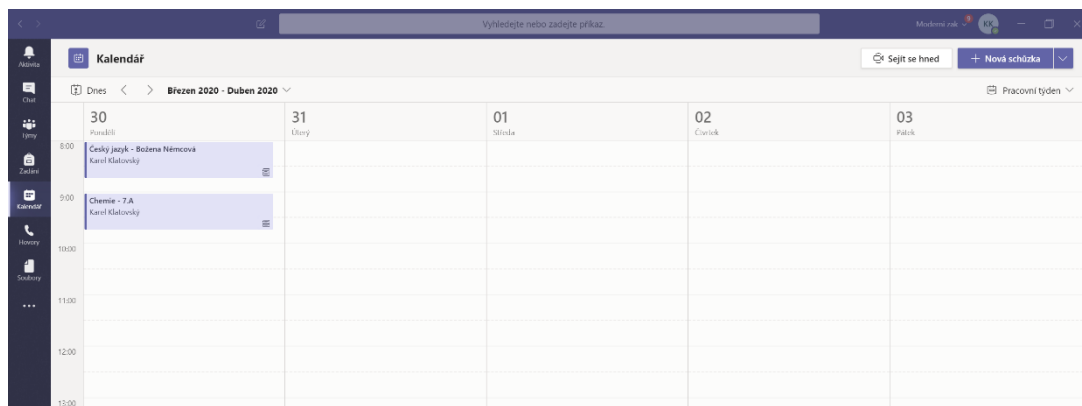 Vyhledejte nebo zadejte příkaz.
KK
Aktivita
Chat
Týmy
Zadání
Kalendář
Hovory
Soubory
Kalendář
Sejít se hned
Nová schůzka
Dnes
Březen 2020 - Duben 2020
Pracovní týden
30
Pondělí
31
Úterý
01
Středa
02
Čtvrtek
03
Pátek
8:00
Český jazyk - Božena Němcová
Karel Klatovský
9:00
Chemie - 7.A
Karel Klatovský
10:00
11:00
12:00
13:00